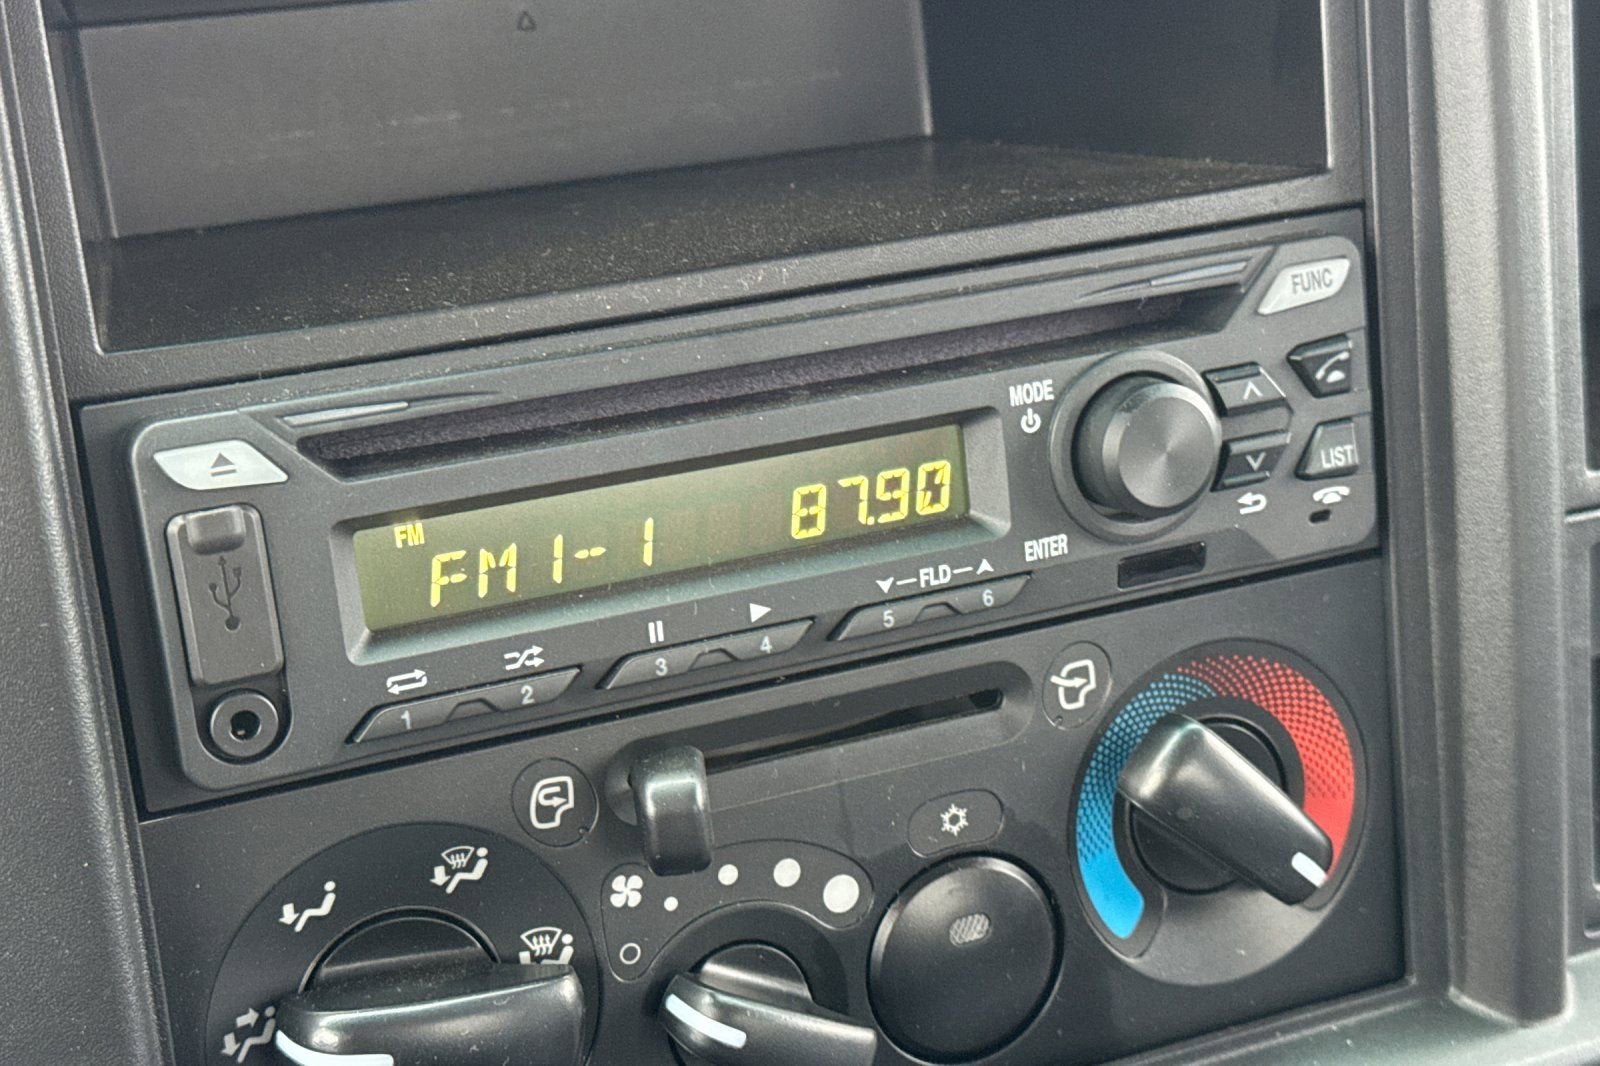 FUNC
MODE
LIST
FM
FM1-1 87.90
ENTER
FLD
1 2 3 4 5 6